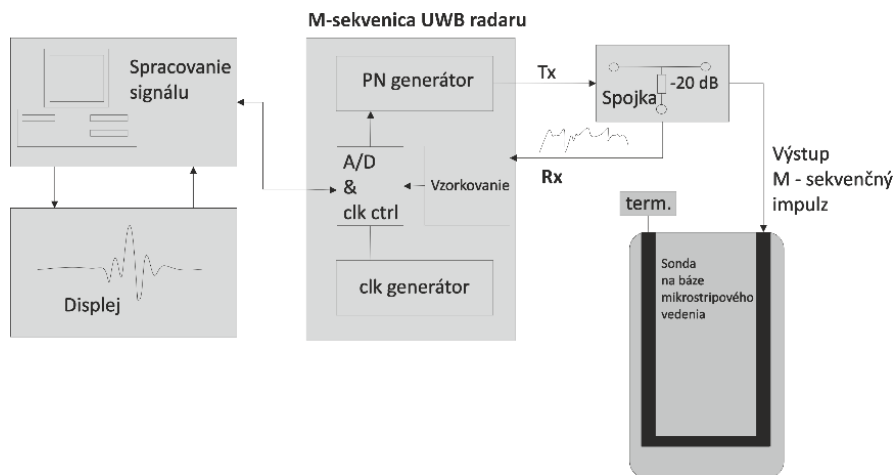 M-sekvenica UWB radaru
Spracovanie
signálu
PN generátor
Tx
-20 dB
Spojka
A/D
&
clk ctrl
Vzorkovanie
Rx
Výstup
M - sekvenčný
impulz
term.
clk generátor
Displej
Sonda
na báze
mikrostripového
vedenia